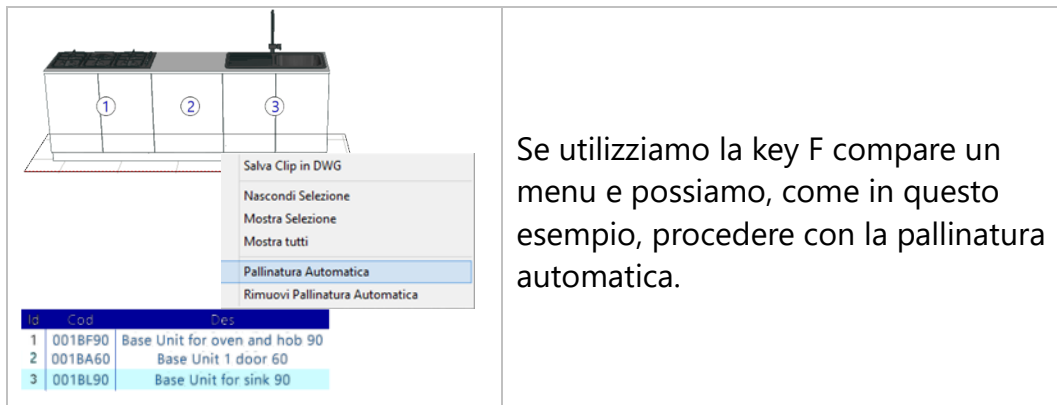 1
2
3
Salva Clip in DWG
Nascondi Selezione
Mostra Selezione
Mostra tutti
Pallinatura Automatica
Rimuovi Pallinatura Automatica
Id Cod Des
1 001BF90 Base Unit for oven and hob 90
2 001BA60 Base Unit 1 door 60
3 001BL90 Base Unit for sink 90
Se utilizziamo la key F compare un
menu e possiamo, come in questo
esempio, procedere con la pallinatura
automatica.